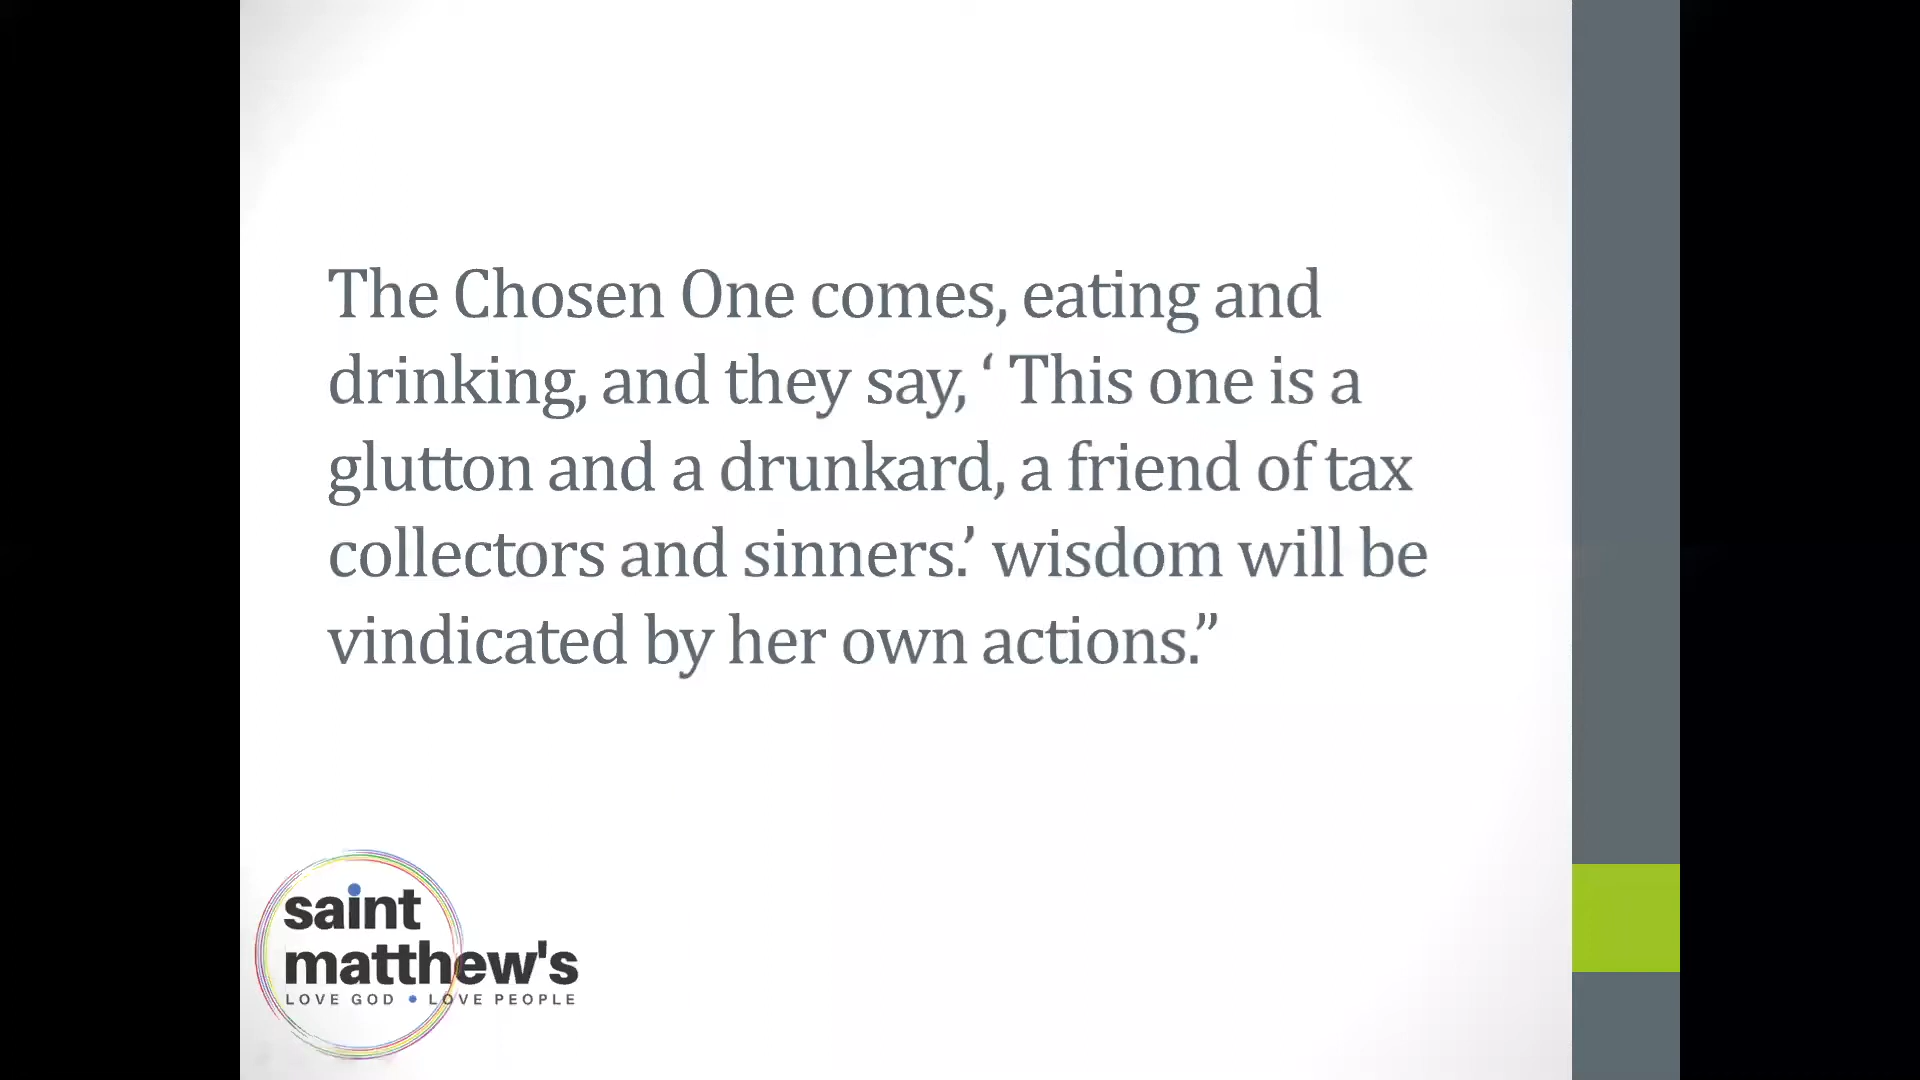 The Chosen One comes, eating and
drinking, and they say, ‘ This one is a
glutton and a drunkard, a friend of tax
collectors and sinners.’ wisdom will be
vindicated by her own actions.”
saint
matthew's
LOVE GOD • LOVE PEOPLE